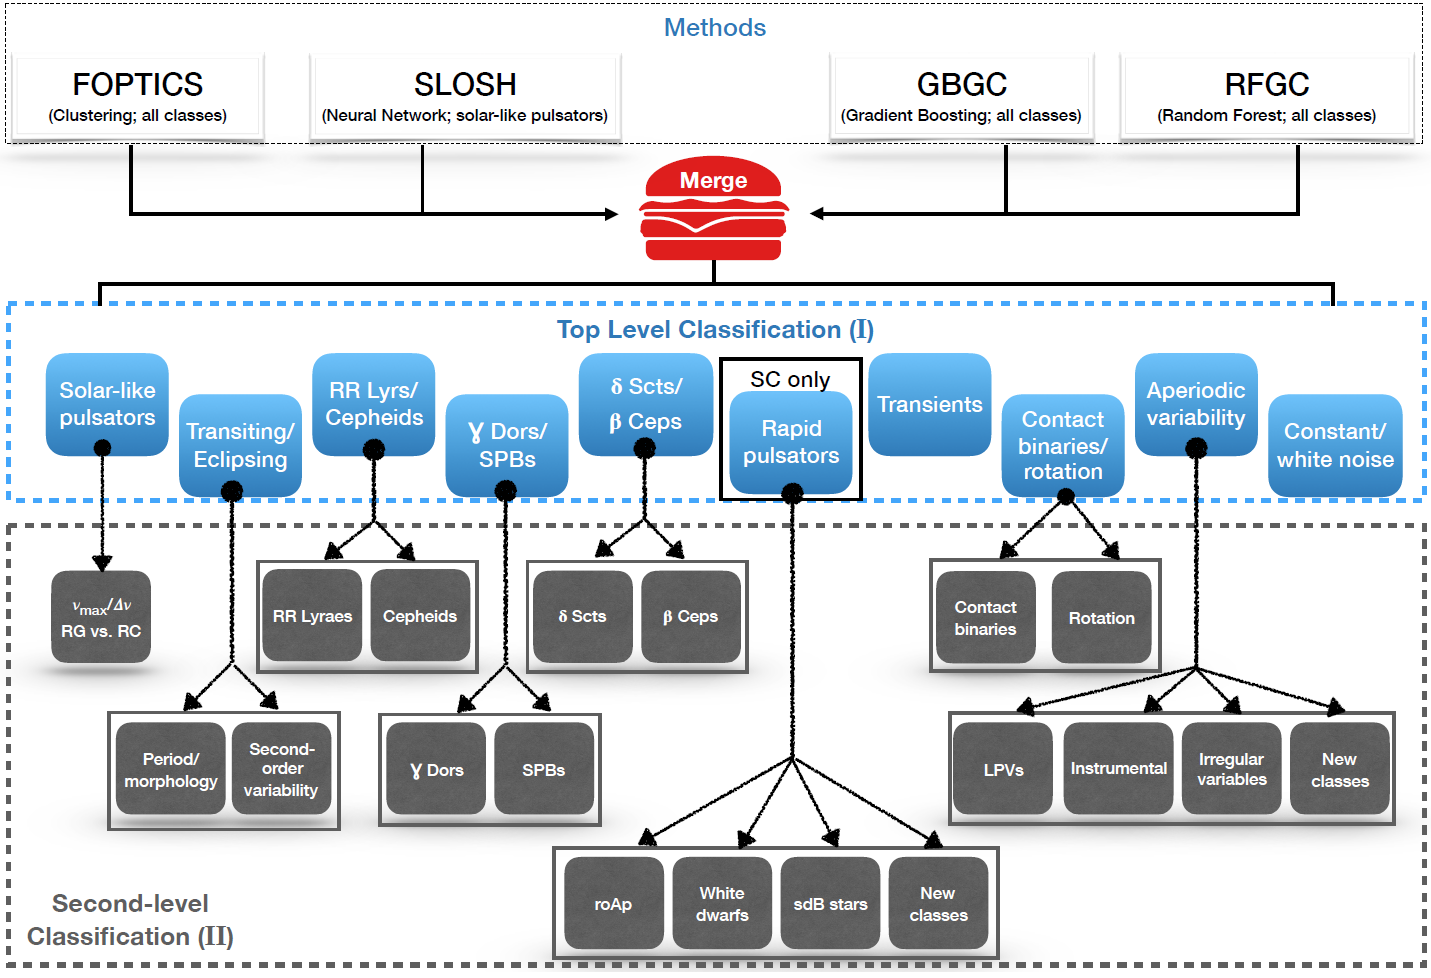 Methods
FOPTICS
(Clustering; all classes)
SLOSH
(Neural Network; solar-like pulsators)
GBGC
(Gradient Boosting; all classes)
RFGC
(Random Forest; all classes)
Merge
Top Level Classification (I)
Solar-like
pulsators
Transiting/
Eclipsing
RR Lyrs/
Cepheids
γ Dors/
SPBs
δ Scts/
β Ceps
SC only
Rapid
pulsators
Transients
Contact
binaries/
rotation
Aperiodic
variability
Constant/
white noise
νmax/Δν
RG vs. RC
Period/
morphology
Second-
order
variability
RR Lyraes
Cepheids
γ Dors
SPBs
δ Scts
β Ceps
roAp
White
dwarfs
sdB stars
New
classes
Contact
binaries
Rotation
LPVs
Instrumental
Irregular
variables
New
classes
Second-level
Classification (II)